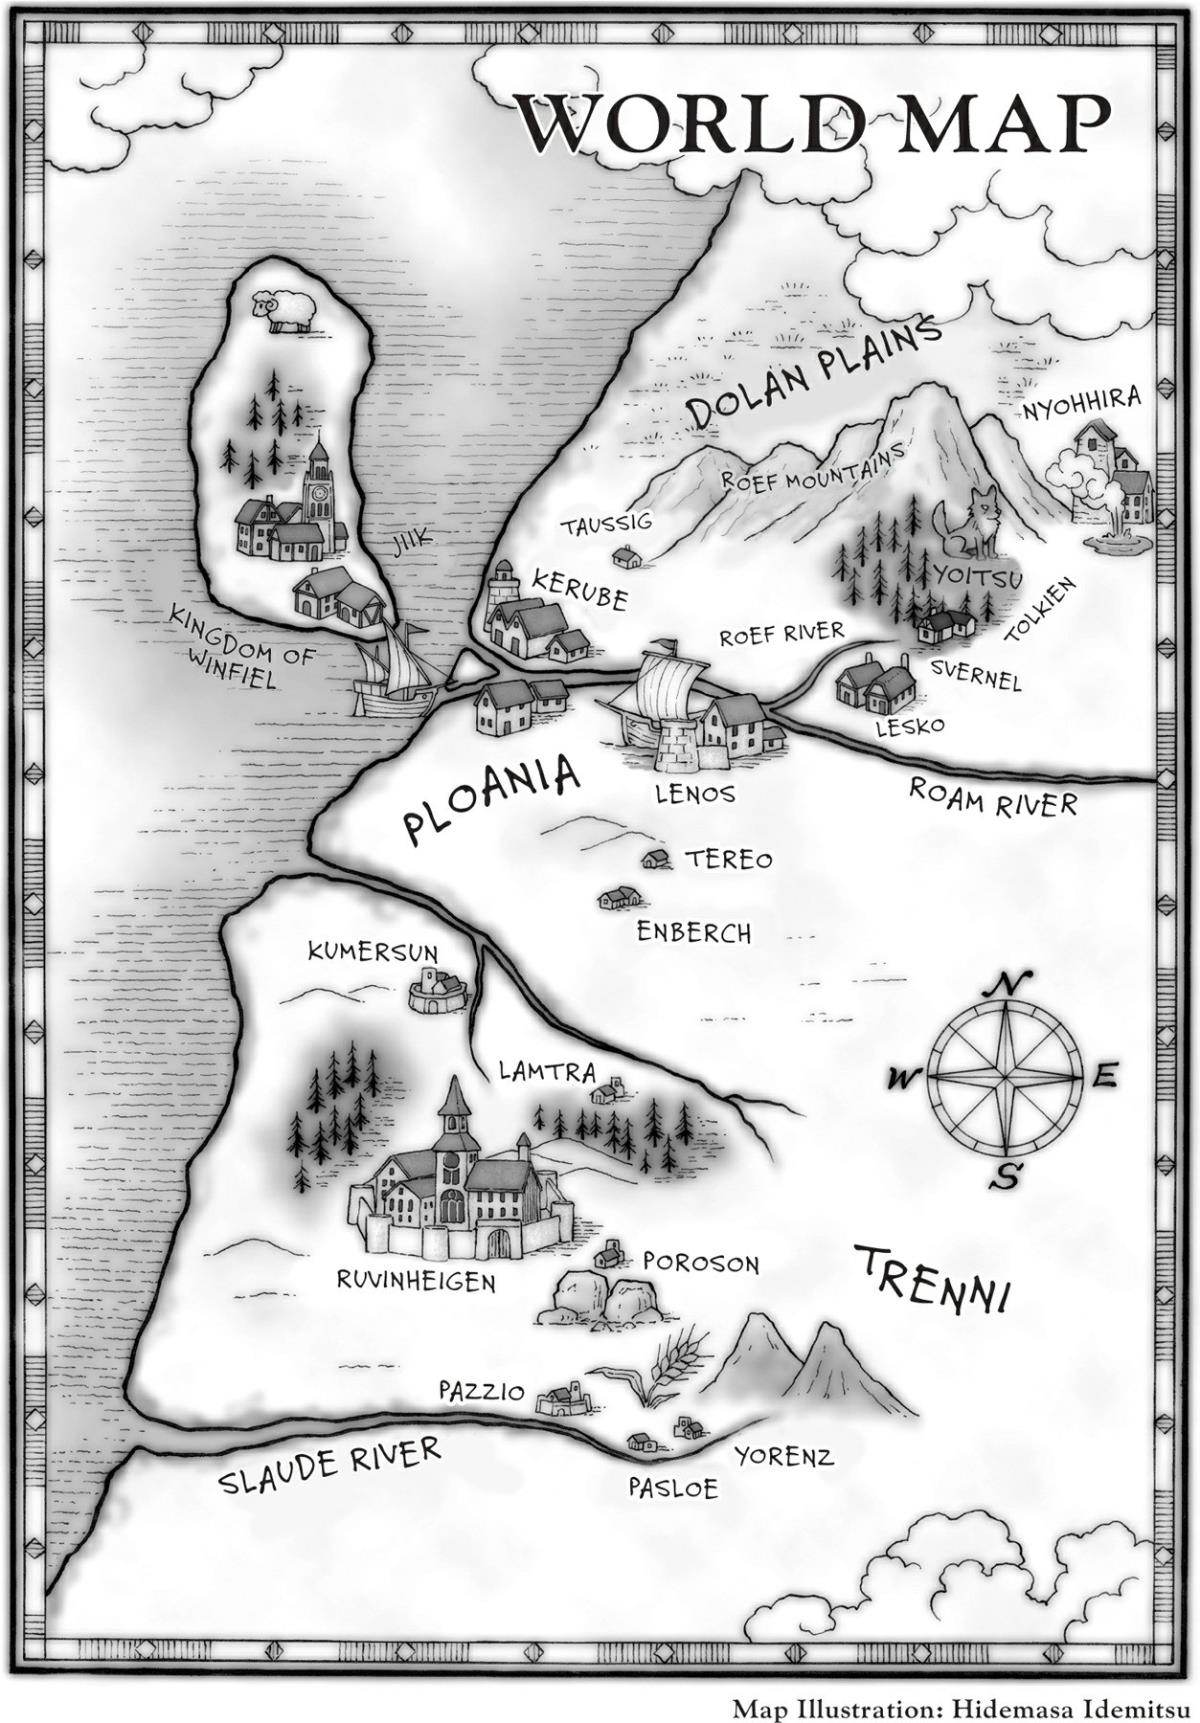 WORLD MAP
DOLAN PLAINS
NYOHHIRA
ROEF MOUNTAINS
TAUSSIG
JIIK
KERUBE
YOITSU
TOLKIEN
KINGDOM OF
WINFIEL
ROEF RIVER
SVERNEL
LESKO
PLOANIA
LENOS
ROAM RIVER
TEREO
ENBERCH
KUMERSUN
N
W
E
S
LAMTRA
RUVINHEIGEN
POROSON
TRENNI
PAZZIO
SLAUDE RIVER
YORENZ
PASLOE
Map Illustration: Hidemasa Idemitsu